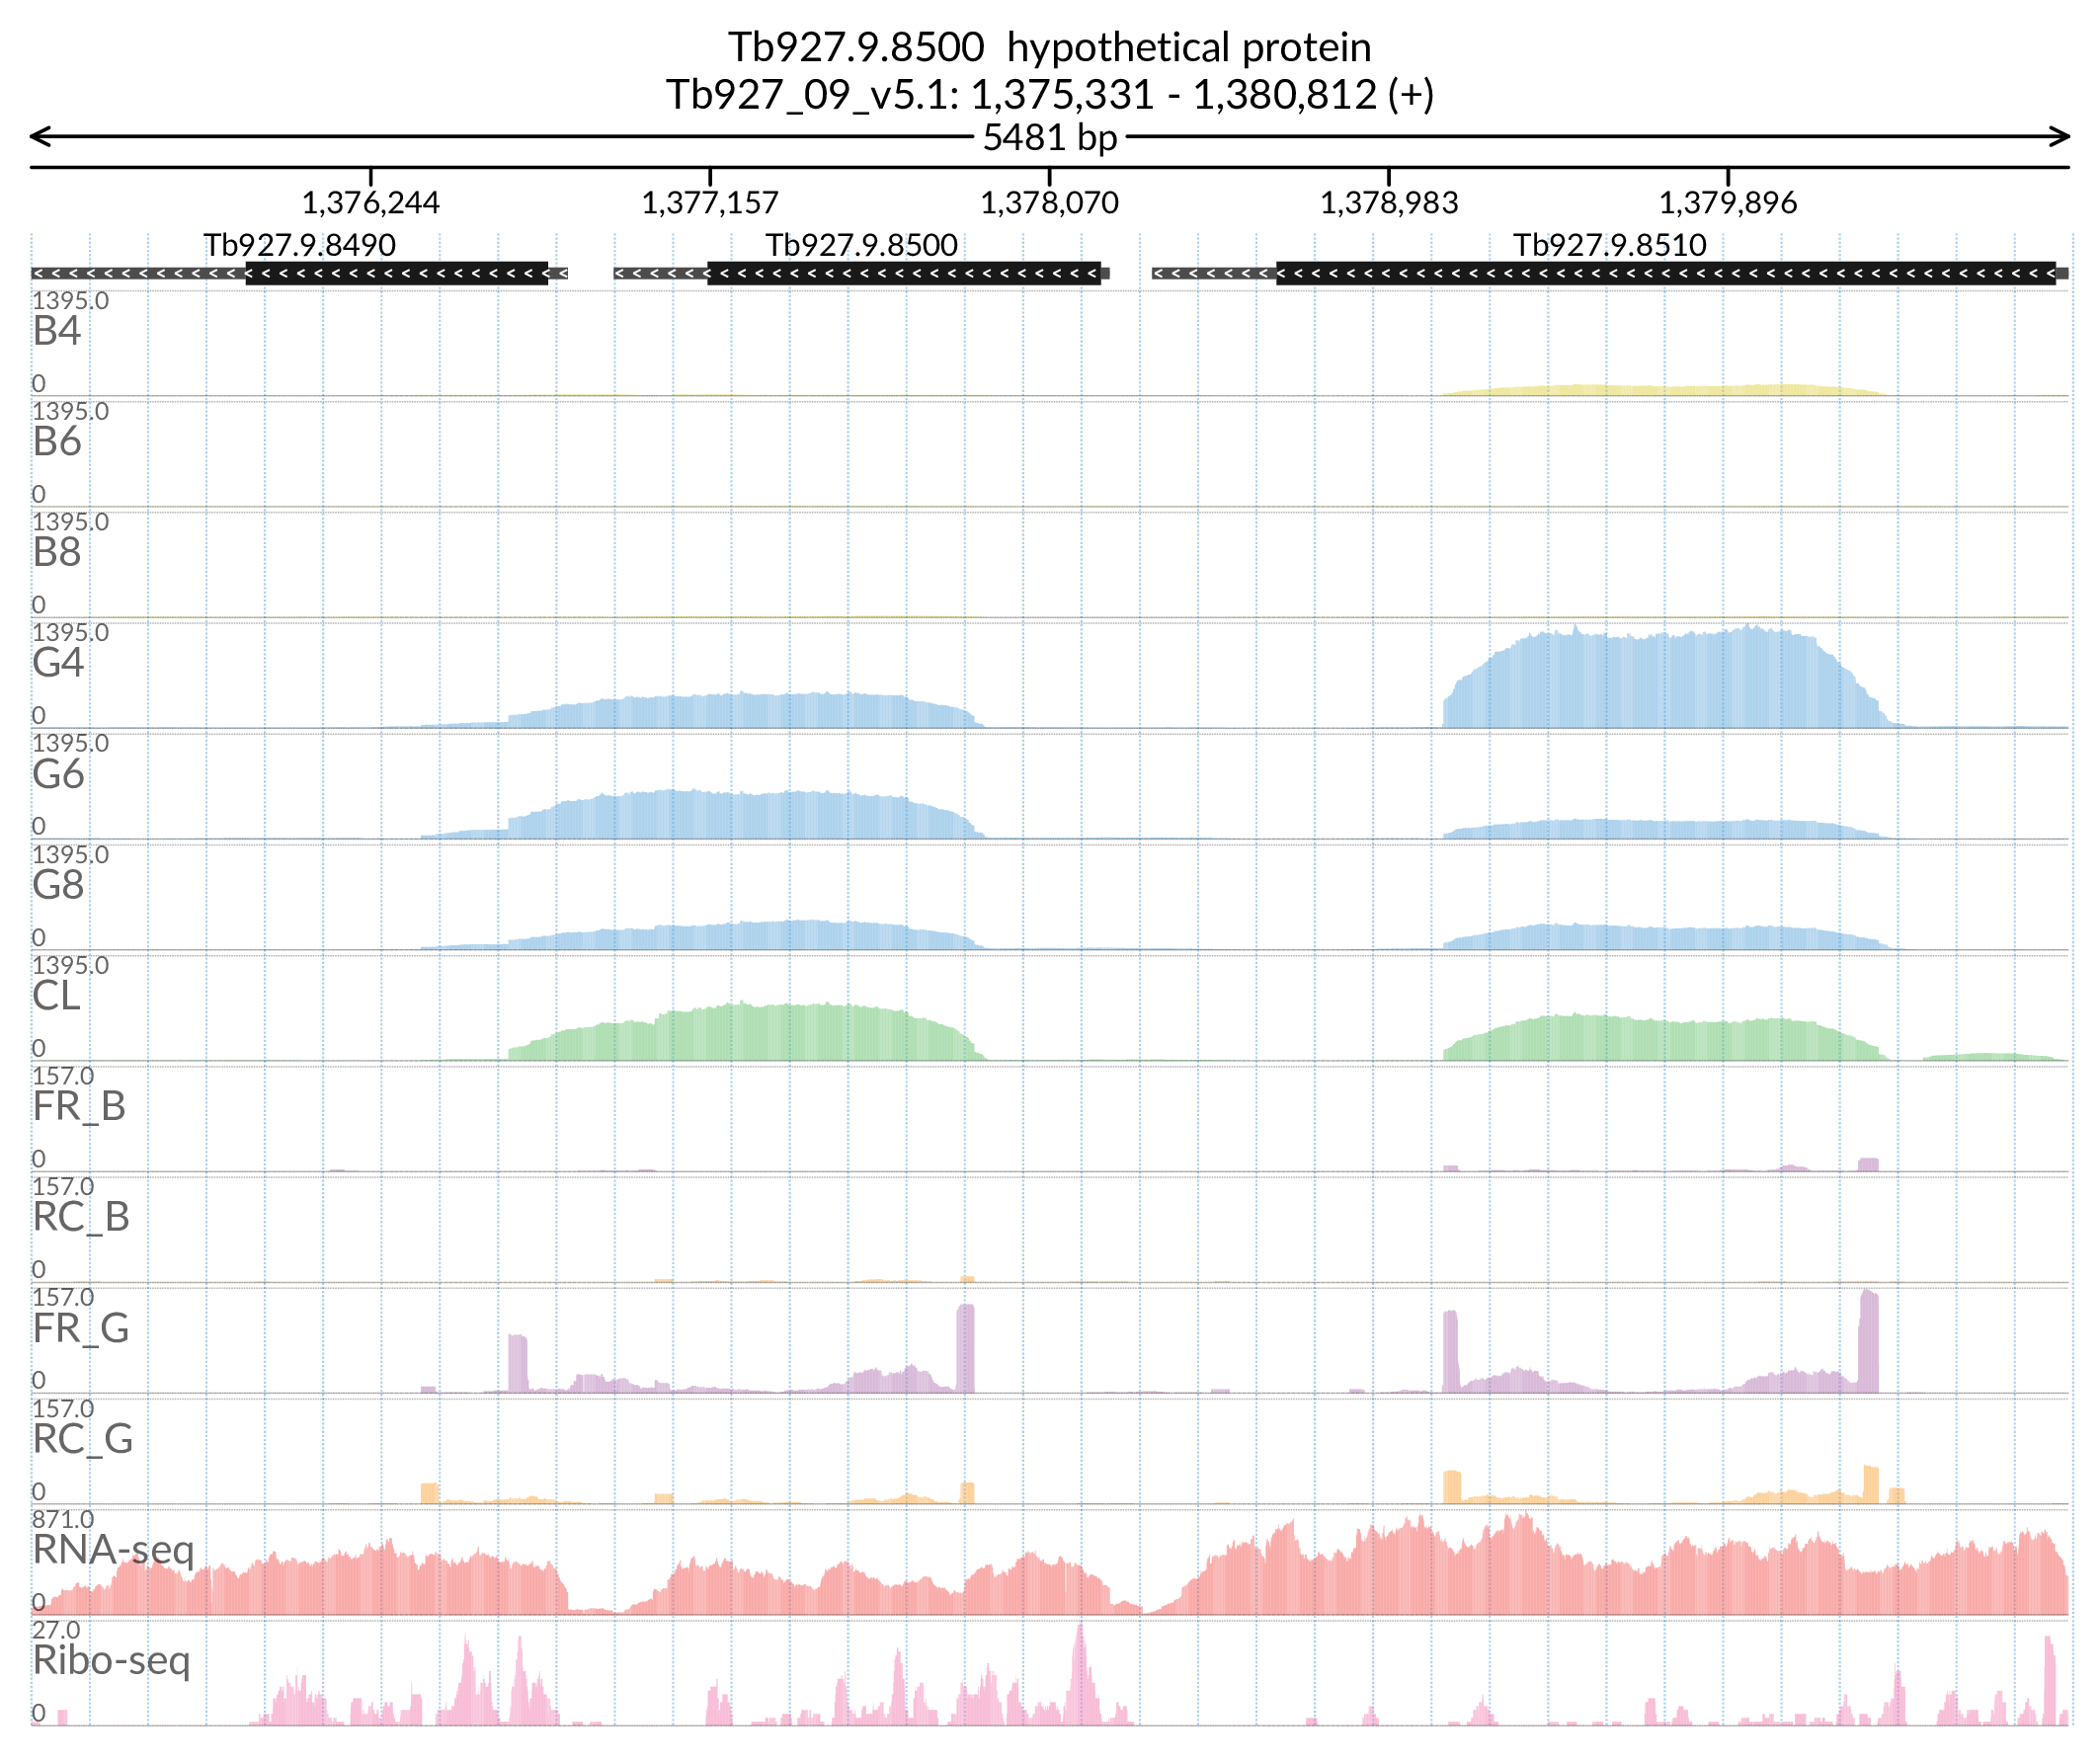 Tb927.9.8500 hypothetical protein
Tb927_09_v5.1: 1,375,331 - 1,380,812 (+)
5481 bp
1,376,244 1,377,157 1,378,070 1,378,983 1,379,896
Tb927.9.8490 Tb927.9.8500 Tb927.9.8510
1395.0
B4
0
1395.0
B6
0
1395.0
B8
0
1395.0
G4
0
1395.0
G6
0
1395.0
G8
0
1395.0
CL
0
157.0
FR_B
0
157.0
RC_B
0
157.0
FR_G
0
157.0
RC_G
0
871.0
RNA-seq
0
27.0
Ribo-seq
0